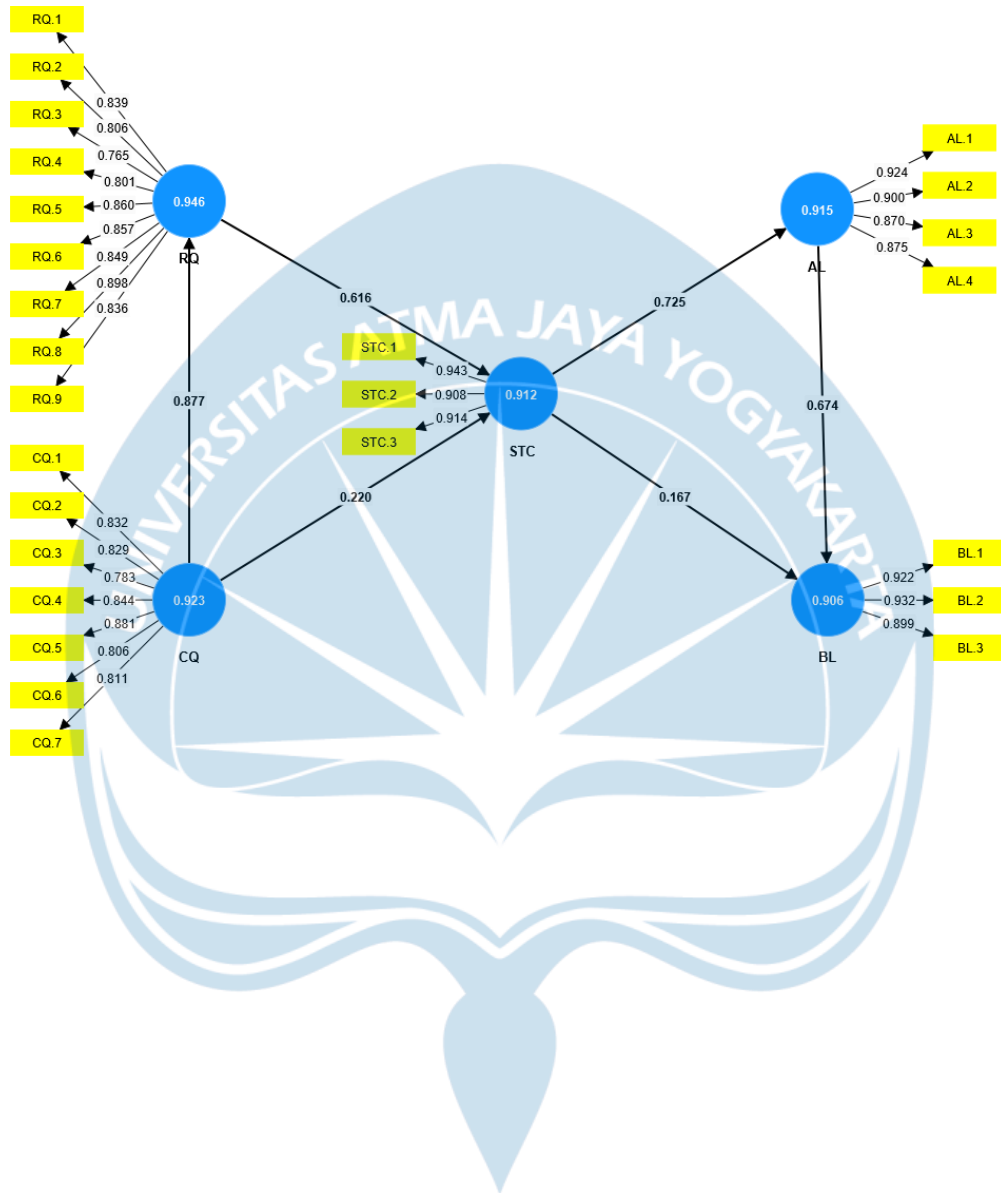 RQ.1
RQ.2
RQ.3
RQ.4
RQ.5
RQ.6
RQ.7
RQ.8
RQ.9
0.839
0.806
0.765
0.801
0.860
0.857
0.849
0.898
0.836
0.946
RQ
0.877
CQ.1
CQ.2
CQ.3
CQ.4
CQ.5
CQ.6
CQ.7
0.832
0.829
0.783
0.844
0.881
0.806
0.811
0.923
CQ
0.616
0.220
STC.1
STC.2
STC.3
0.943
0.908
0.914
0.912
STC
0.725
0.167
0.915
AL
0.924
0.900
0.870
0.875
AL.1
AL.2
AL.3
AL.4
0.674
0.906
BL
0.922
0.932
0.899
BL.1
BL.2
BL.3
UNIVERSITAS ATMA JAYA YOGYAKARTA